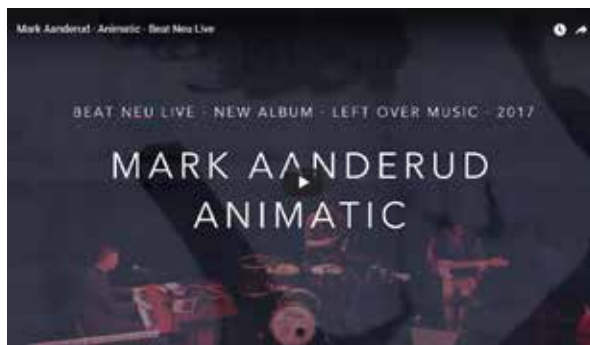 Mark Aanderud - Animatic - Beat Neu Live
BEAT NEU LIVE · NEW ALBUM · LEFT OVER MUSIC · 2017
MARK AANDERUD
ANIMATIC